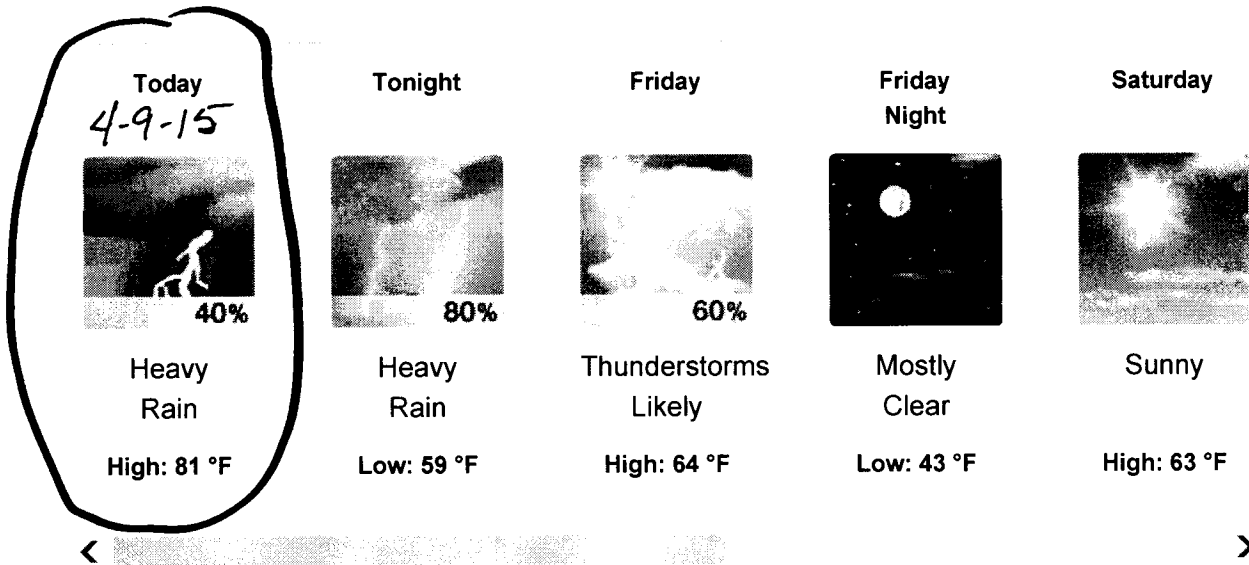 Today
4-9-15
40%
Heavy
Rain
High: 81 °F
Tonight
80%
Heavy
Rain
Low: 59 °F
Friday
60%
Thunderstorms
Likely
High: 64 °F
Friday
Night
Mostly
Clear
Low: 43 °F
Saturday
Sunny
High: 63 °F